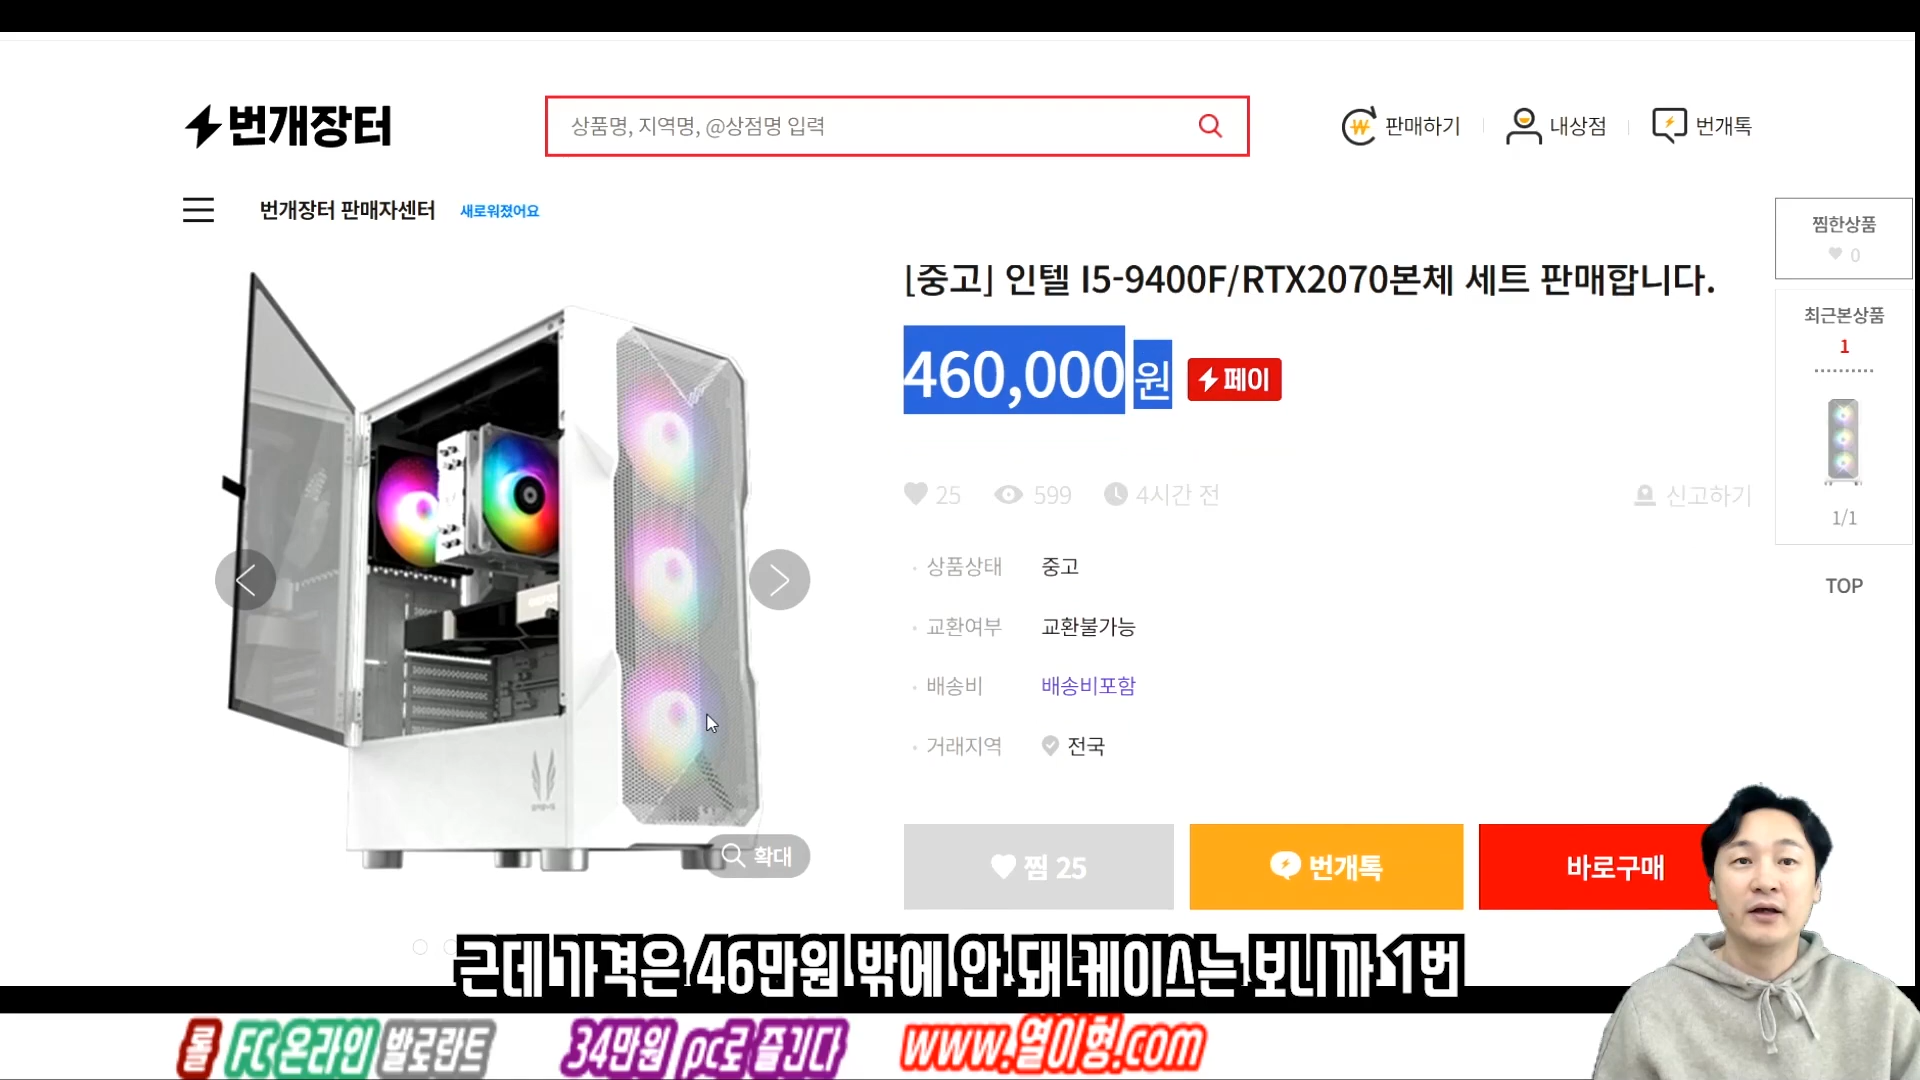 번개장터
상품명, 지역명, @상점명 입력
판매하기
내상점
번개톡
번개장터 판매자센터
새로워졌어요
찜한상품
0
[중고] 인텔 I5-9400F/RTX2070본체 세트 판매합니다.
460,000원
페이
최근본상품
1
25
599
4시간 전
신고하기
1/1
상품상태
중고
TOP
교환여부
교환불가능
배송비
배송비포함
거래지역
전국
확대
찜 25
번개톡
바로구매
근데 가격은 46만원 밖에 안 돼 케이스는 보니까 1번
롤 FC온라인 발로란트
34만원 pc로 즐긴다
www.열이형.com